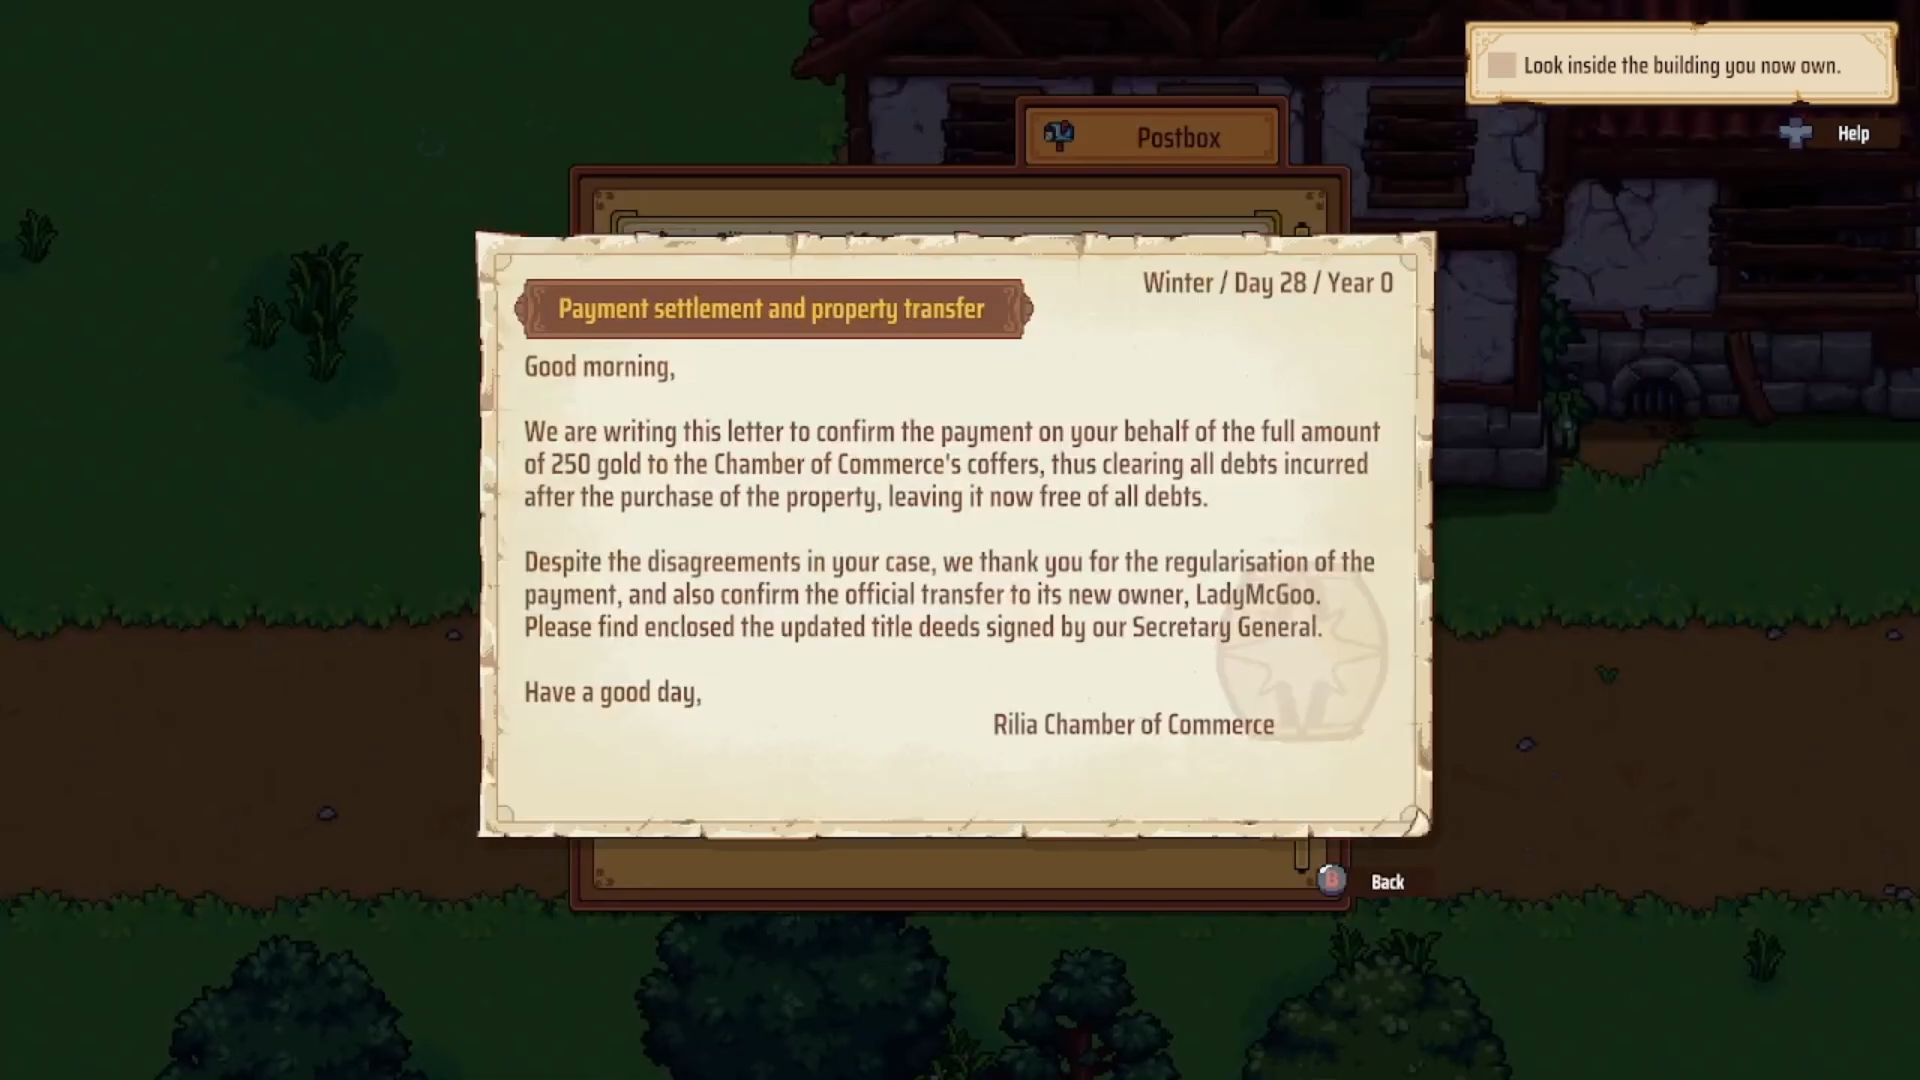 Look inside the building you now own.
Help
Postbox
Winter / Day 28 / Year 0
Payment settlement and property transfer
Good morning,
We are writing this letter to confirm the payment on your behalf of the full amount
of 250 gold to the Chamber of Commerce's coffers, thus clearing all debts incurred
after the purchase of the property, leaving it now free of all debts.
Despite the disagreements in your case, we thank you for the regularisation of the
payment, and also confirm the official transfer to its new owner, LadyMcGoo.
Please find enclosed the updated title deeds signed by our Secretary General.
Have a good day,
Rilia Chamber of Commerce
B Back